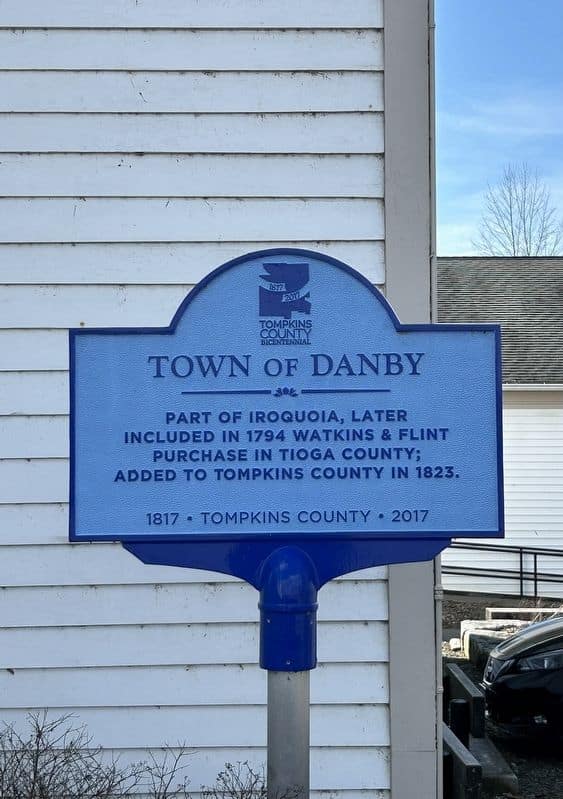 1817
2017
TOMPKINS
COUNTY
BICENTENNIAL
TOWN OF DANBY
PART OF IROQUOIA, LATER
INCLUDED IN 1794 WATKINS & FLINT
PURCHASE IN TIOGA COUNTY;
ADDED TO TOMPKINS COUNTY IN 1823.
1817 • TOMPKINS COUNTY • 2017